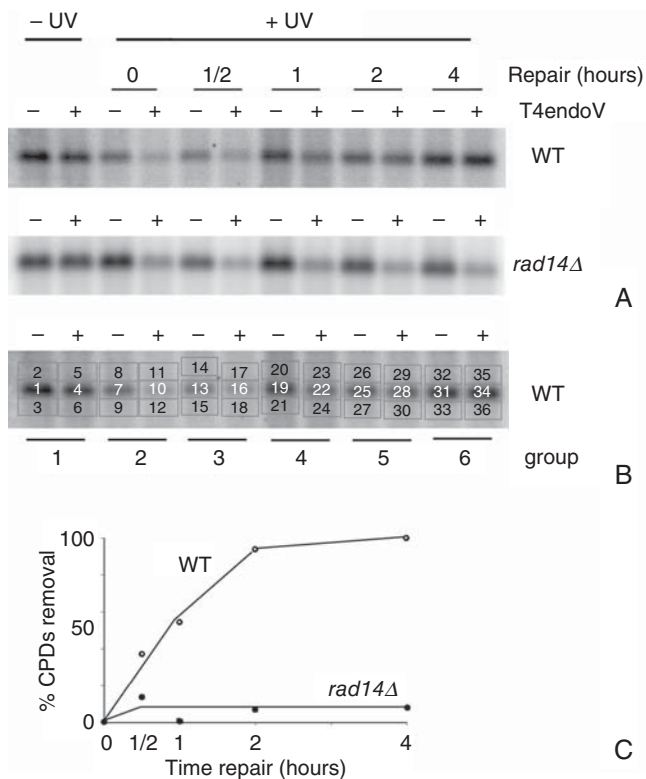 – UV + UV
0 1/2 1 2 4 Repair (hours)
– + – + – + – + – + – + T4endoV
WT
– + – + – + – + – + – +
rad14Δ
A
– + – + – + – + – + – +
2 5 8 11 14 17 20 23 26 29 32 35
1 4 7 10 13 16 19 22 25 28 31 34
3 6 9 12 15 18 21 24 27 30 33 36
WT
1 2 3 4 5 6 group
B
100
WT
50
% CPDs removal
rad14Δ
0
0 1/2 1 2 4
Time repair (hours)
C